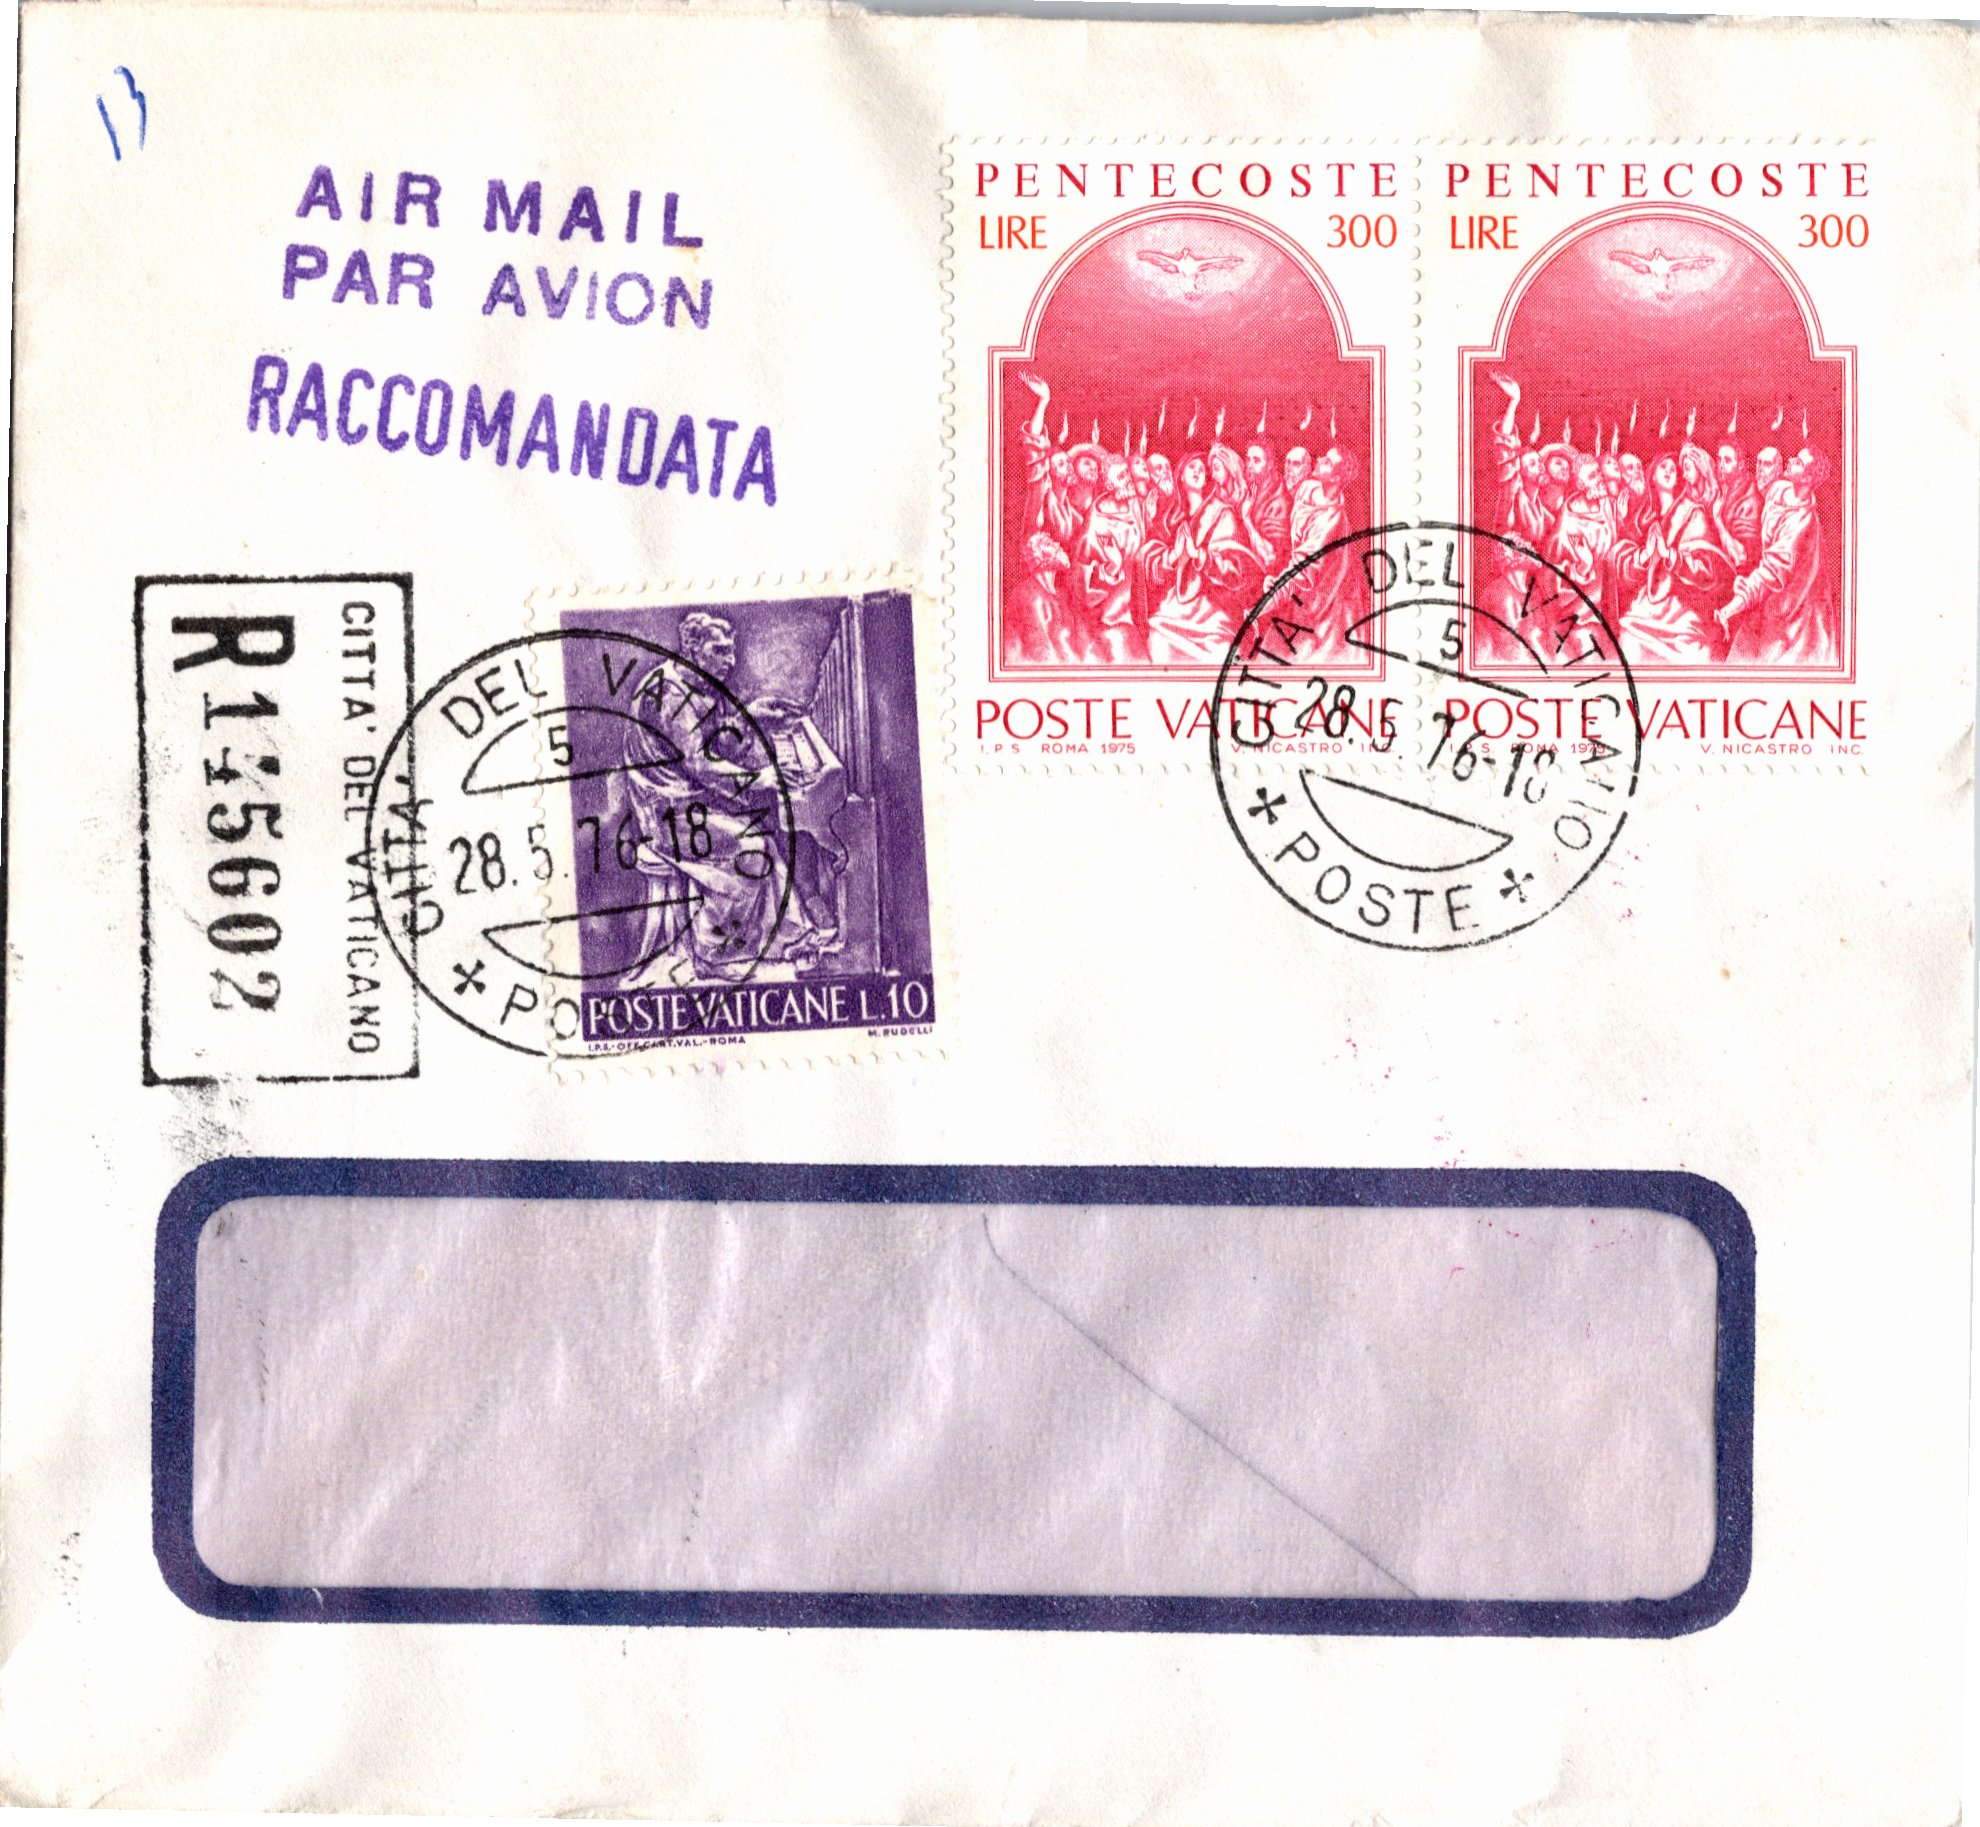 13
AIR MAIL
PAR AVION
RACCOMANDATA
PENTECOSTE
LIRE 300
POSTE VATICANE
I.P.S ROMA 1975 V. NICASTRO INC.
PENTECOSTE
LIRE 300
POSTE VATICANE
I.P.S. ROMA 1975 V. NICASTRO INC.
CITTA' DEL VATICANO
5
28.5.76-18
* POSTE *
CITTA' DEL VATICANO
R 145602
CITTA' DEL VATICANO
5
28.5.76-18
* POSTE *
POSTE VATICANE L.10
I.P.S.-OFF.CART.VAL.-ROMA M. RUDELLI